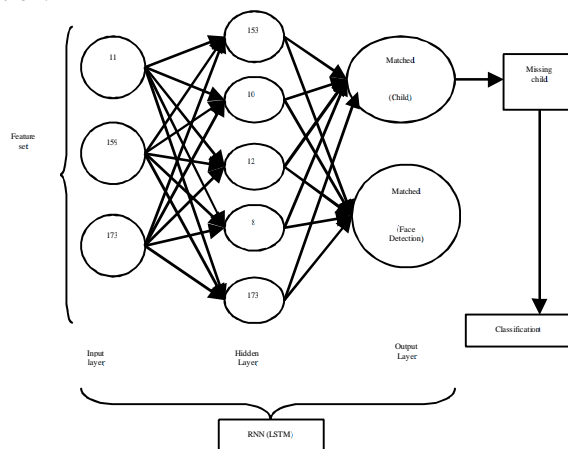 153
11
Matched
Missing
child
10
(Child)
Feature
set
159
12
Matched
8
(Face
Detection)
173
173
Classification
Input
layer
Hidden
Layer
Output
Layer
RNN (LSTM)